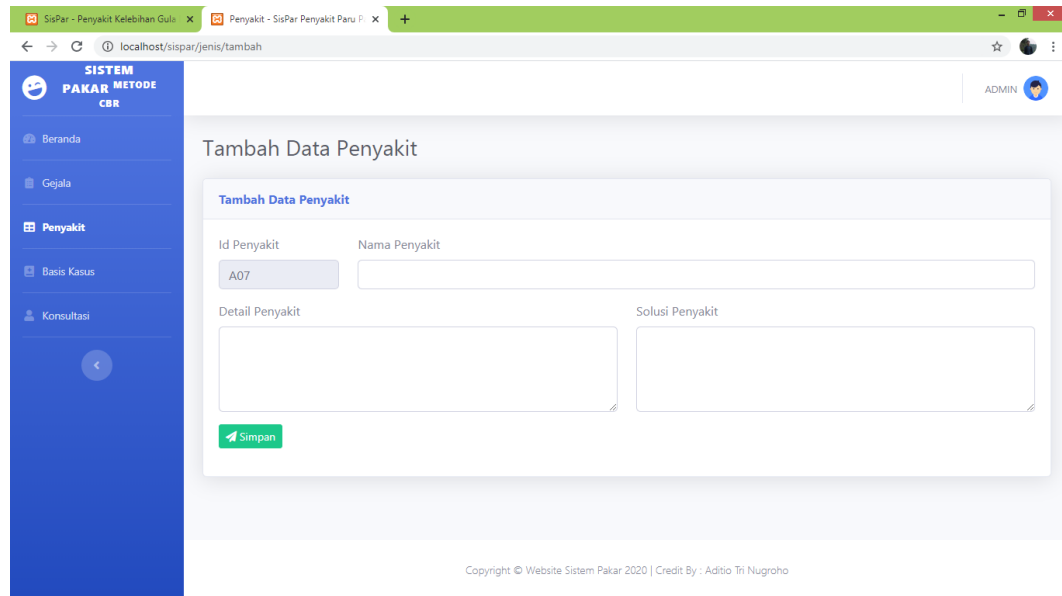 SisPar - Penyakit Kelebihan Gula
Penyakit - SisPar Penyakit Paru P
localhost/sispar/jenis/tambah
SISTEM
PAKAR METODE
CBR
ADMIN
Beranda
Gejala
Penyakit
Basis Kasus
Konsultasi
Tambah Data Penyakit
Tambah Data Penyakit
Id Penyakit Nama Penyakit
A07
Detail Penyakit Solusi Penyakit
Simpan
Copyright © Website Sistem Pakar 2020 | Credit By : Aditio Tri Nugroho